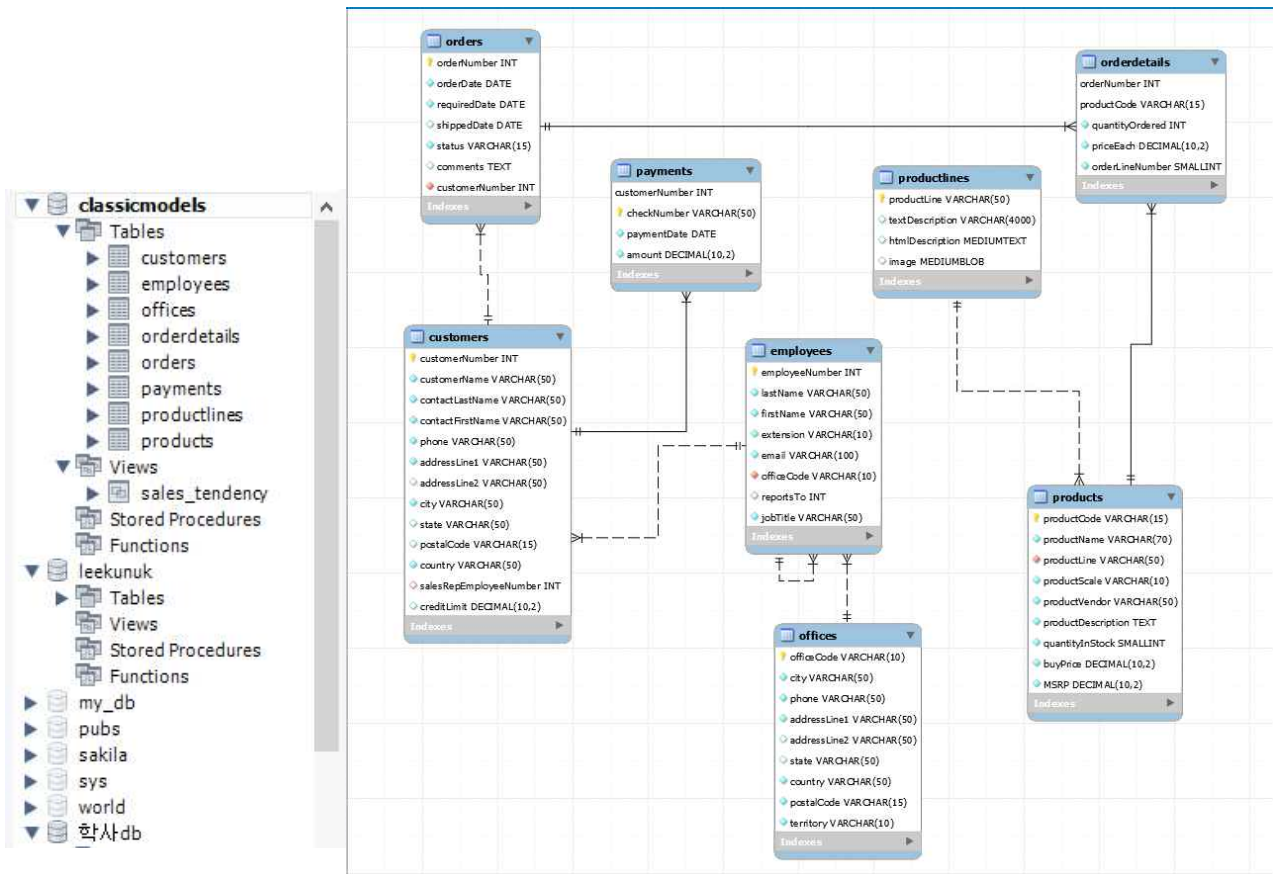 classicmodels
Tables
customers
employees
offices
orderdetails
orders
payments
productlines
products
Views
sales_tendency
Stored Procedures
Functions
leekunuk
Tables
Views
Stored Procedures
Functions
my_db
pubs
sakila
sys
world
학사db
orders
orderNumber INT
orderDate DATE
requiredDate DATE
shippedDate DATE
status VARCHAR(15)
comments TEXT
customerNumber INT
Indexes
payments
customerNumber INT
checkNumber VARCHAR(50)
paymentDate DATE
amount DECIMAL(10,2)
Indexes
productlines
productLine VARCHAR(50)
textDescription VARCHAR(4000)
htmlDescription MEDIUMTEXT
image MEDIUMBLOB
Indexes
orderdetails
orderNumber INT
productCode VARCHAR(15)
quantityOrdered INT
priceEach DECIMAL(10,2)
orderLineNumber SMALLINT
Indexes
customers
customerNumber INT
customerName VARCHAR(50)
contactLastName VARCHAR(50)
contactFirstName VARCHAR(50)
phone VARCHAR(50)
addressLine1 VARCHAR(50)
addressLine2 VARCHAR(50)
city VARCHAR(50)
state VARCHAR(50)
postalCode VARCHAR(15)
country VARCHAR(50)
salesRepEmployeeNumber INT
creditLimit DECIMAL(10,2)
Indexes
employees
employeeNumber INT
lastName VARCHAR(50)
firstName VARCHAR(50)
extension VARCHAR(10)
email VARCHAR(100)
officeCode VARCHAR(10)
reportsTo INT
jobTitle VARCHAR(50)
Indexes
products
productCode VARCHAR(15)
productName VARCHAR(70)
productLine VARCHAR(50)
productScale VARCHAR(10)
productVendor VARCHAR(50)
productDescription TEXT
quantityInStock SMALLINT
buyPrice DECIMAL(10,2)
MSRP DECIMAL(10,2)
Indexes
offices
officeCode VARCHAR(10)
city VARCHAR(50)
phone VARCHAR(50)
addressLine1 VARCHAR(50)
addressLine2 VARCHAR(50)
state VARCHAR(50)
country VARCHAR(50)
postalCode VARCHAR(15)
territory VARCHAR(10)
Indexes